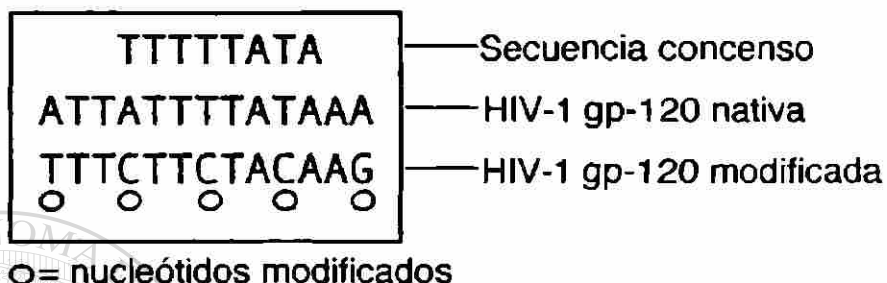 TTTTTATA Secuencia concenso
ATTATTTTATAAA HIV-1 gp-120 nativa
TTTCTTCTACAAG HIV-1 gp-120 modificada
O= nucleótidos modificados